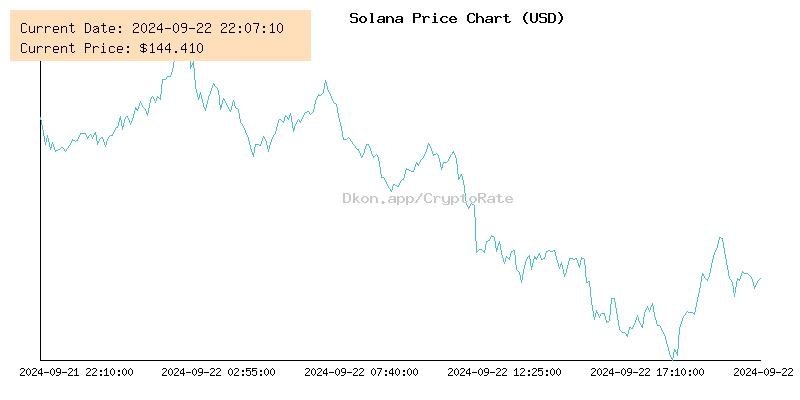 Solana Price Chart (USD)
Current Date: 2024-09-22 22:07:10
Current Price: $144.410
Dkon.app/CryptoRate
2024-09-21 22:10:00 2024-09-22 02:55:00 2024-09-22 07:40:00 2024-09-22 12:25:00 2024-09-22 17:10:00 2024-09-22